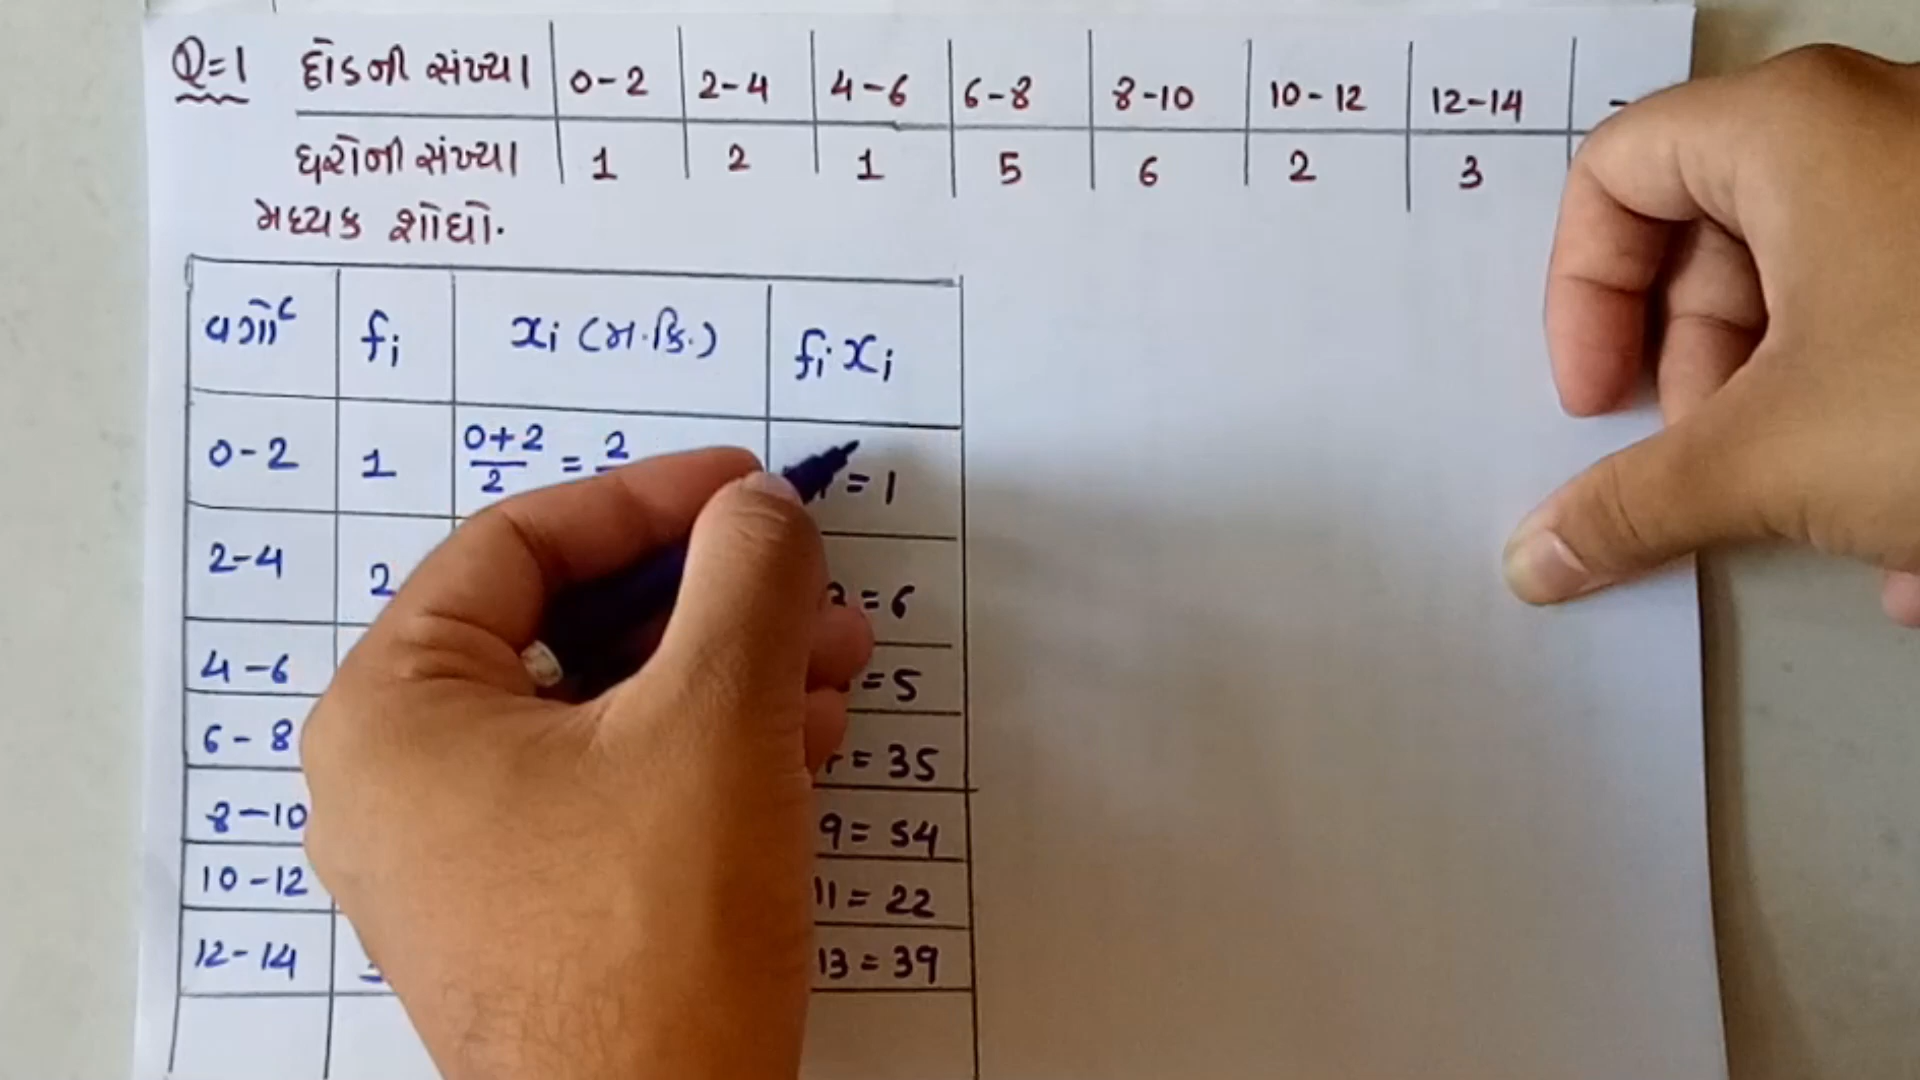 Q=1 છોડની સંખ્યા 0-2 2-4 4-6 6-8 8-10 10-12 12-14 -
ઘરોની સંખ્યા 1 2 1 5 6 2 3
મધ્યક શોધો.
વર્ગો fi xi (મ.કિ.) fi xi
0-2 1 0+2/2 = 2 = 1
2-4 2 = 6
4-6 = 5
6-8 = 35
8-10 9 = 54
10-12 11 = 22
12-14 13 = 39